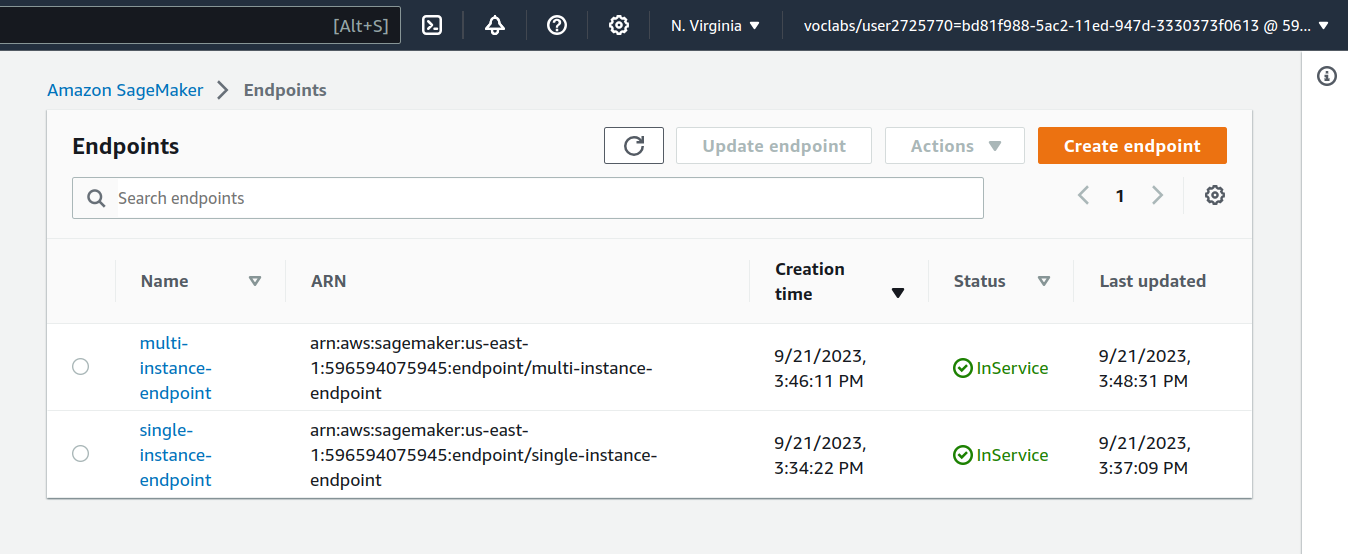 [Alt+S] N. Virginia voclabs/user2725770=bd81f988-5ac2-11ed-947d-3330373f0613 @ 59...
Amazon SageMaker Endpoints
Endpoints Update endpoint Actions Create endpoint
Search endpoints 1
Name ARN Creation time Status Last updated
multi-
instance-
endpoint
arn:aws:sagemaker:us-east-
1:596594075945:endpoint/multi-instance-
endpoint
9/21/2023,
3:46:11 PM
InService
9/21/2023,
3:48:31 PM
single-
instance-
endpoint
arn:aws:sagemaker:us-east-
1:596594075945:endpoint/single-instance-
endpoint
9/21/2023,
3:34:22 PM
InService
9/21/2023,
3:37:09 PM